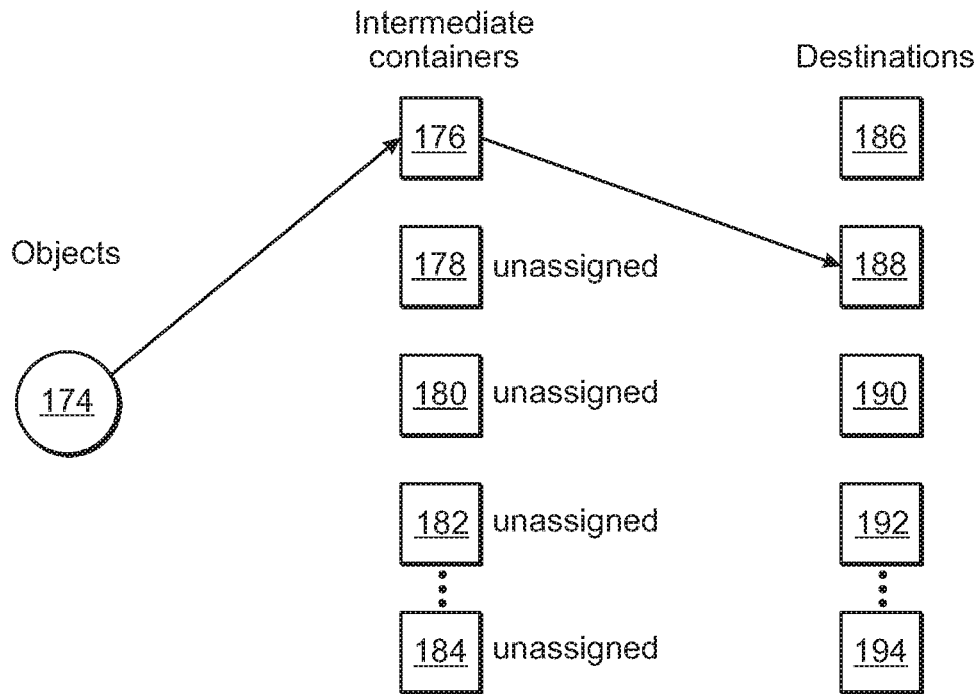 Intermediate
containers
Destinations
176
186
Objects
178 unassigned
188
174
180 unassigned
190
182 unassigned
192
184 unassigned
194